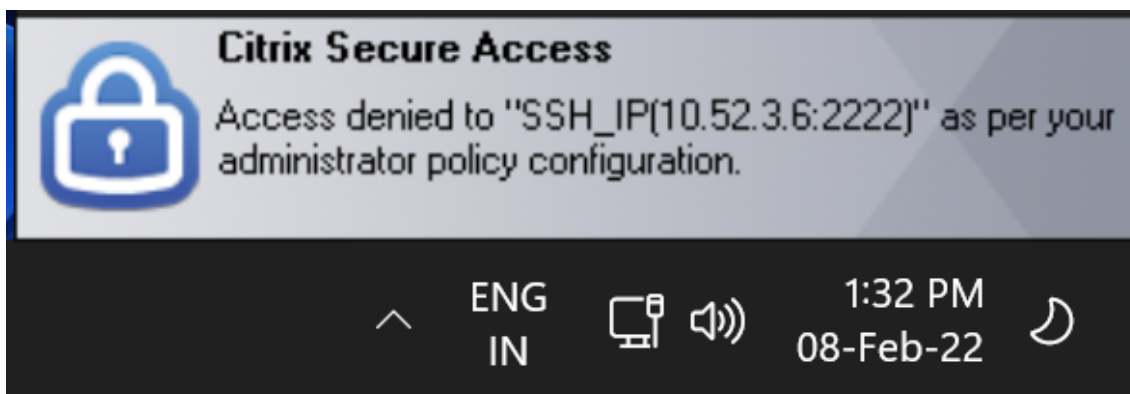 Citrix Secure Access
Access denied to "SSH_IP(10.52.3.6:2222)" as per your
administrator policy configuration.
ENG
IN
1:32 PM
08-Feb-22